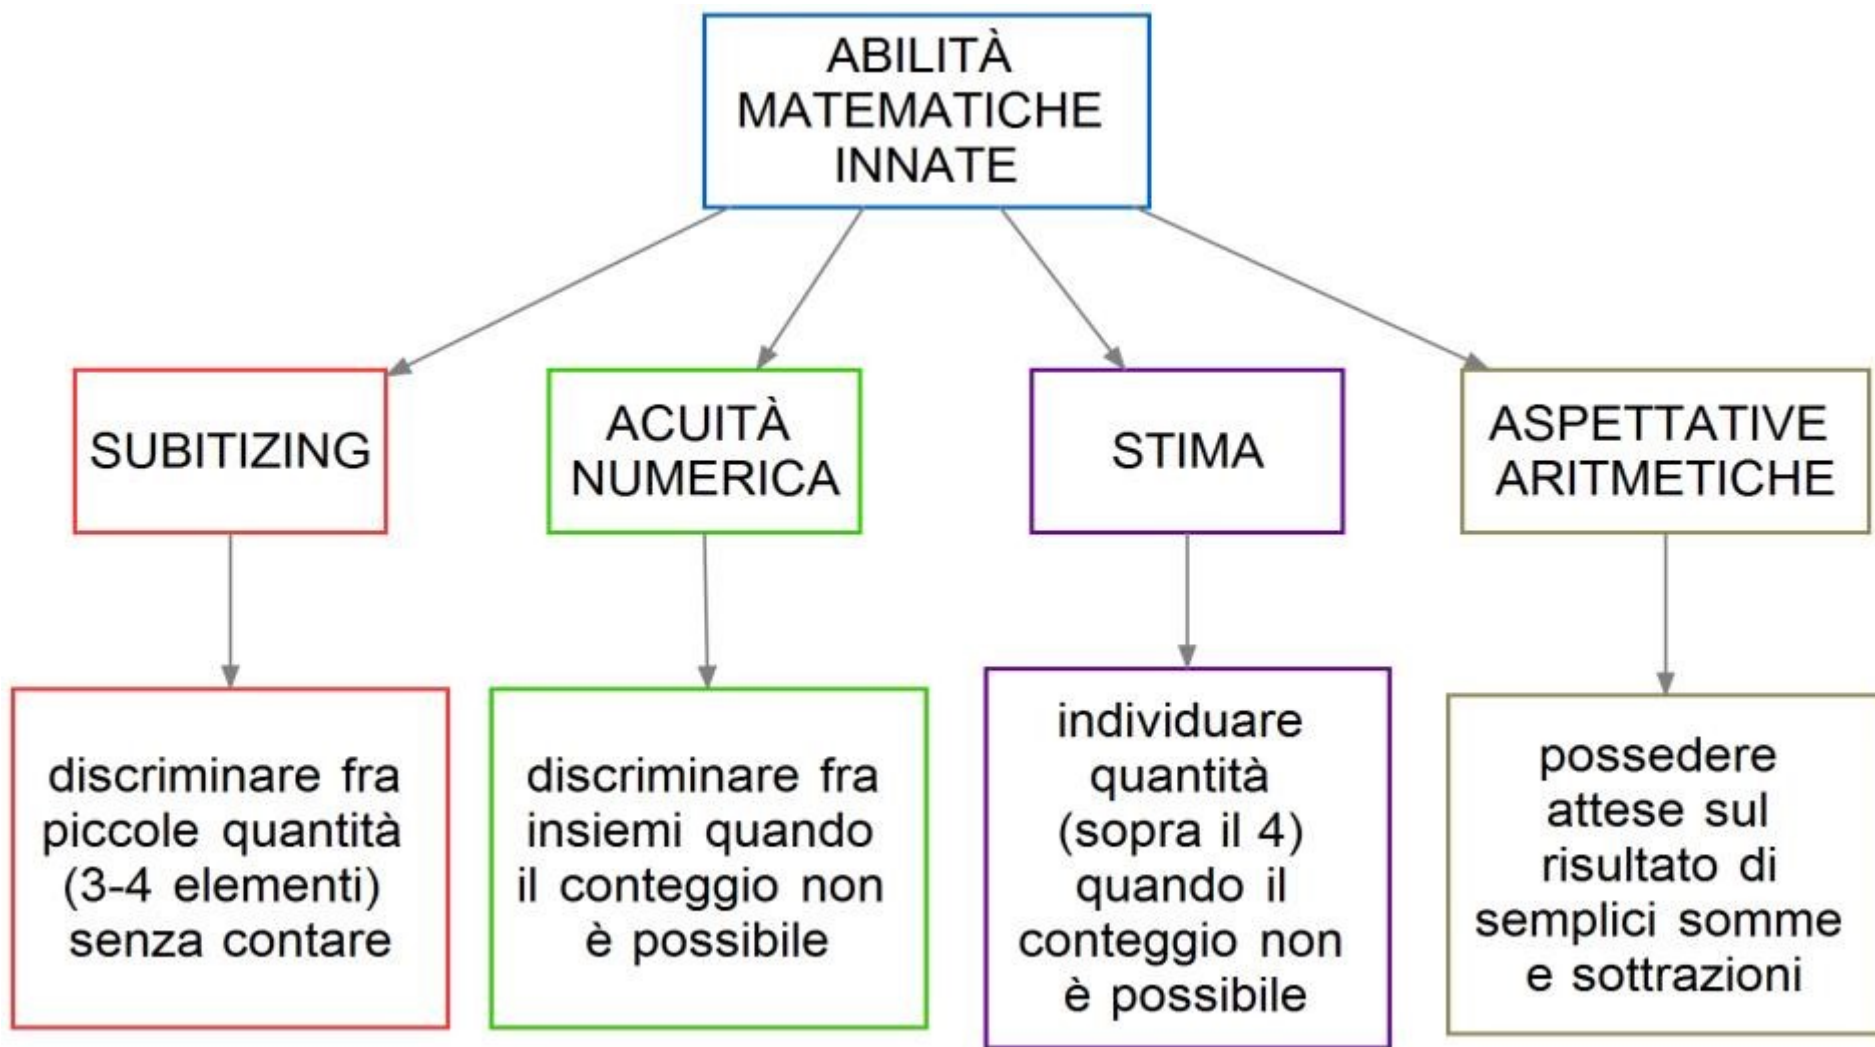 ABILITÀ
MATEMATICHE
INNATE
SUBITIZING
ACUITÀ
NUMERICA
STIMA
ASPETTATIVE
ARITMETICHE
discriminare fra
piccole quantità
(3-4 elementi)
senza contare
discriminare fra
insiemi quando
il conteggio non
è possibile
individuare
quantità
(sopra il 4)
quando il
conteggio non
è possibile
possedere
attese sul
risultato di
semplici somme
e sottrazioni